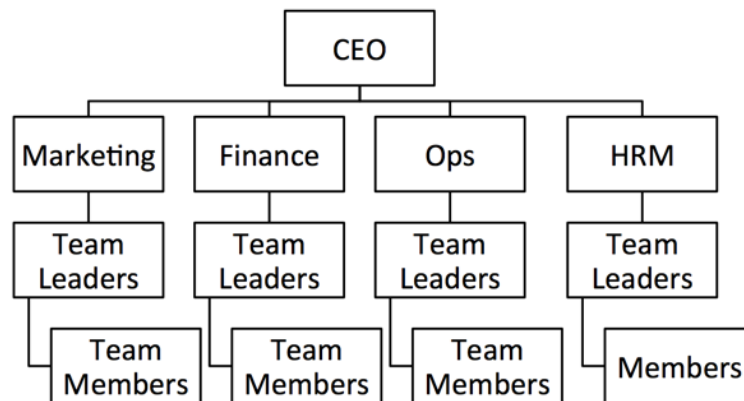 CEO
Marketing
Finance
Ops
HRM
Team
Leaders
Team
Leaders
Team
Leaders
Team
Leaders
Team
Members
Team
Members
Team
Members
Members